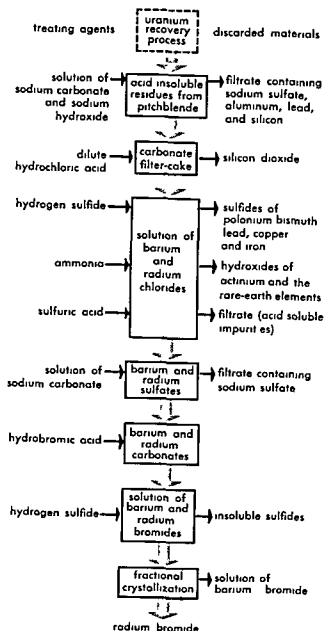 treating agents
uranium
recovery
process
discarded materials
solution of
sodium carbonate
and sodium
hydroxide
acid insoluble
residues from
pitchblende
filtrate containing
sodium sulfate,
aluminum, lead,
and silicon
dilute
hydrochloric acid
carbonate
filter-cake
silicon dioxide
hydrogen sulfide
ammonia
sulfuric acid
solution of
barium
and
radium
chlorides
sulfides of
polonium bismuth
lead, copper
and iron
hydroxides of
actinium and the
rare-earth elements
filtrate (acid soluble
impurit es)
solution of
sodium carbonate
barium and
radium
sulfates
filtrate containing
sodium sulfate
hydrobromic acid
barium and
radium
carbonates
hydrogen sulfide
solution of
barium and
radium
bromides
insoluble sulfides
fractional
crystallization
solution of
barium bromide
radium bromide